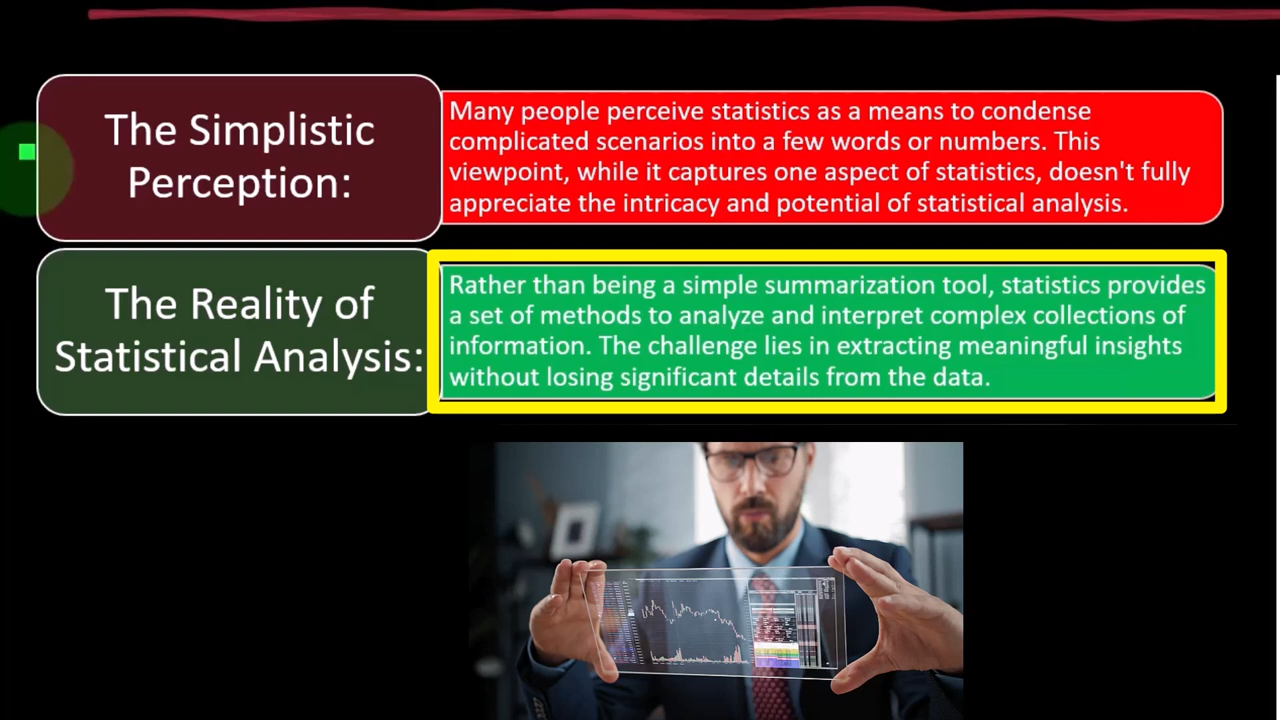 The Simplistic
Perception:
Many people perceive statistics as a means to condense
complicated scenarios into a few words or numbers. This
viewpoint, while it captures one aspect of statistics, doesn't fully
appreciate the intricacy and potential of statistical analysis.
The Reality of
Statistical Analysis:
Rather than being a simple summarization tool, statistics provides
a set of methods to analyze and interpret complex collections of
information. The challenge lies in extracting meaningful insights
without losing significant details from the data.